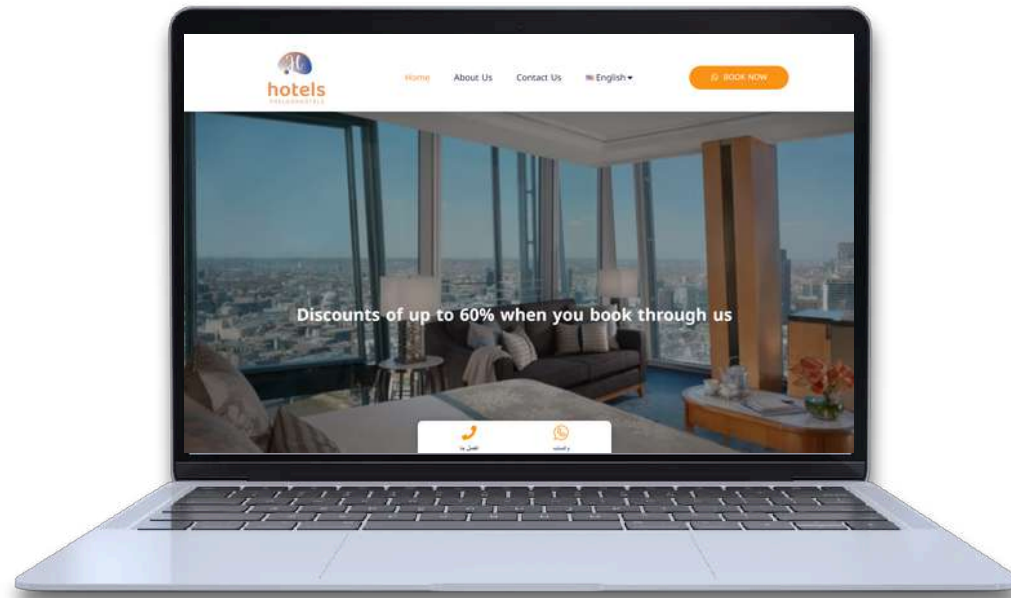 hotels
Home
About Us
Contact Us
English
BOOK NOW
Discounts of up to 60% when you book through us
اتصل بنا
واتساب